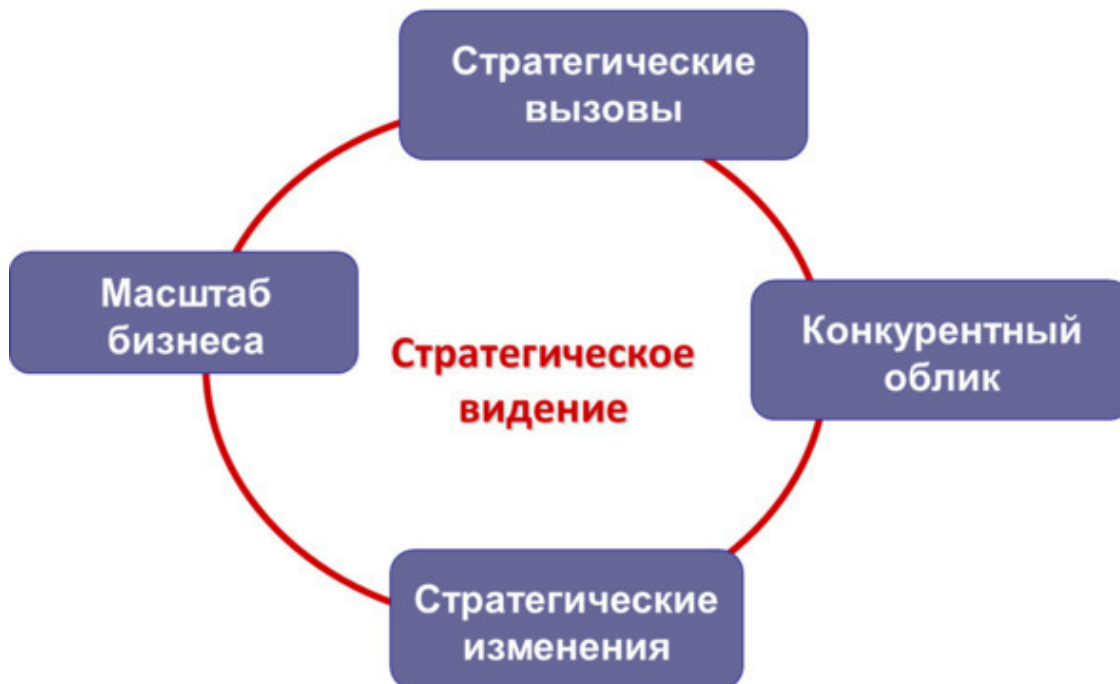 Стратегические
вызовы
Масштаб
бизнеса
Стратегическое
видение
Конкурентный
облик
Стратегические
изменения